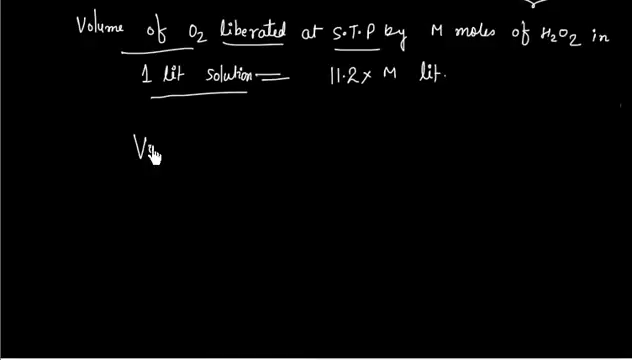 Volume of O₂ liberated at S.T.P by M moles of H₂O₂ in
1 lit solution = 11.2 × M lit.